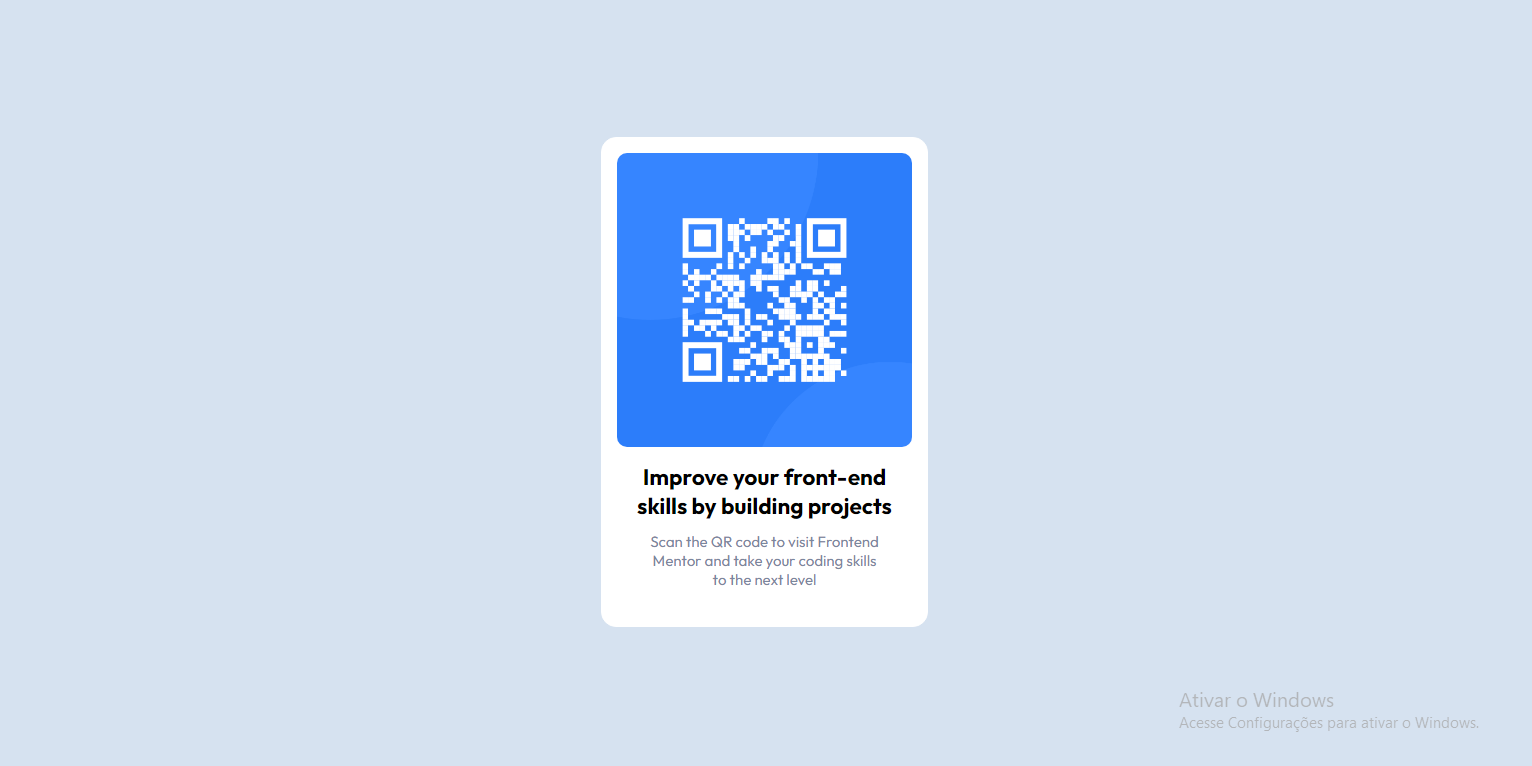 Improve your front-end
skills by building projects
Scan the QR code to visit Frontend
Mentor and take your coding skills
to the next level
Ativar o Windows
Acesse Configurações para ativar o Windows.